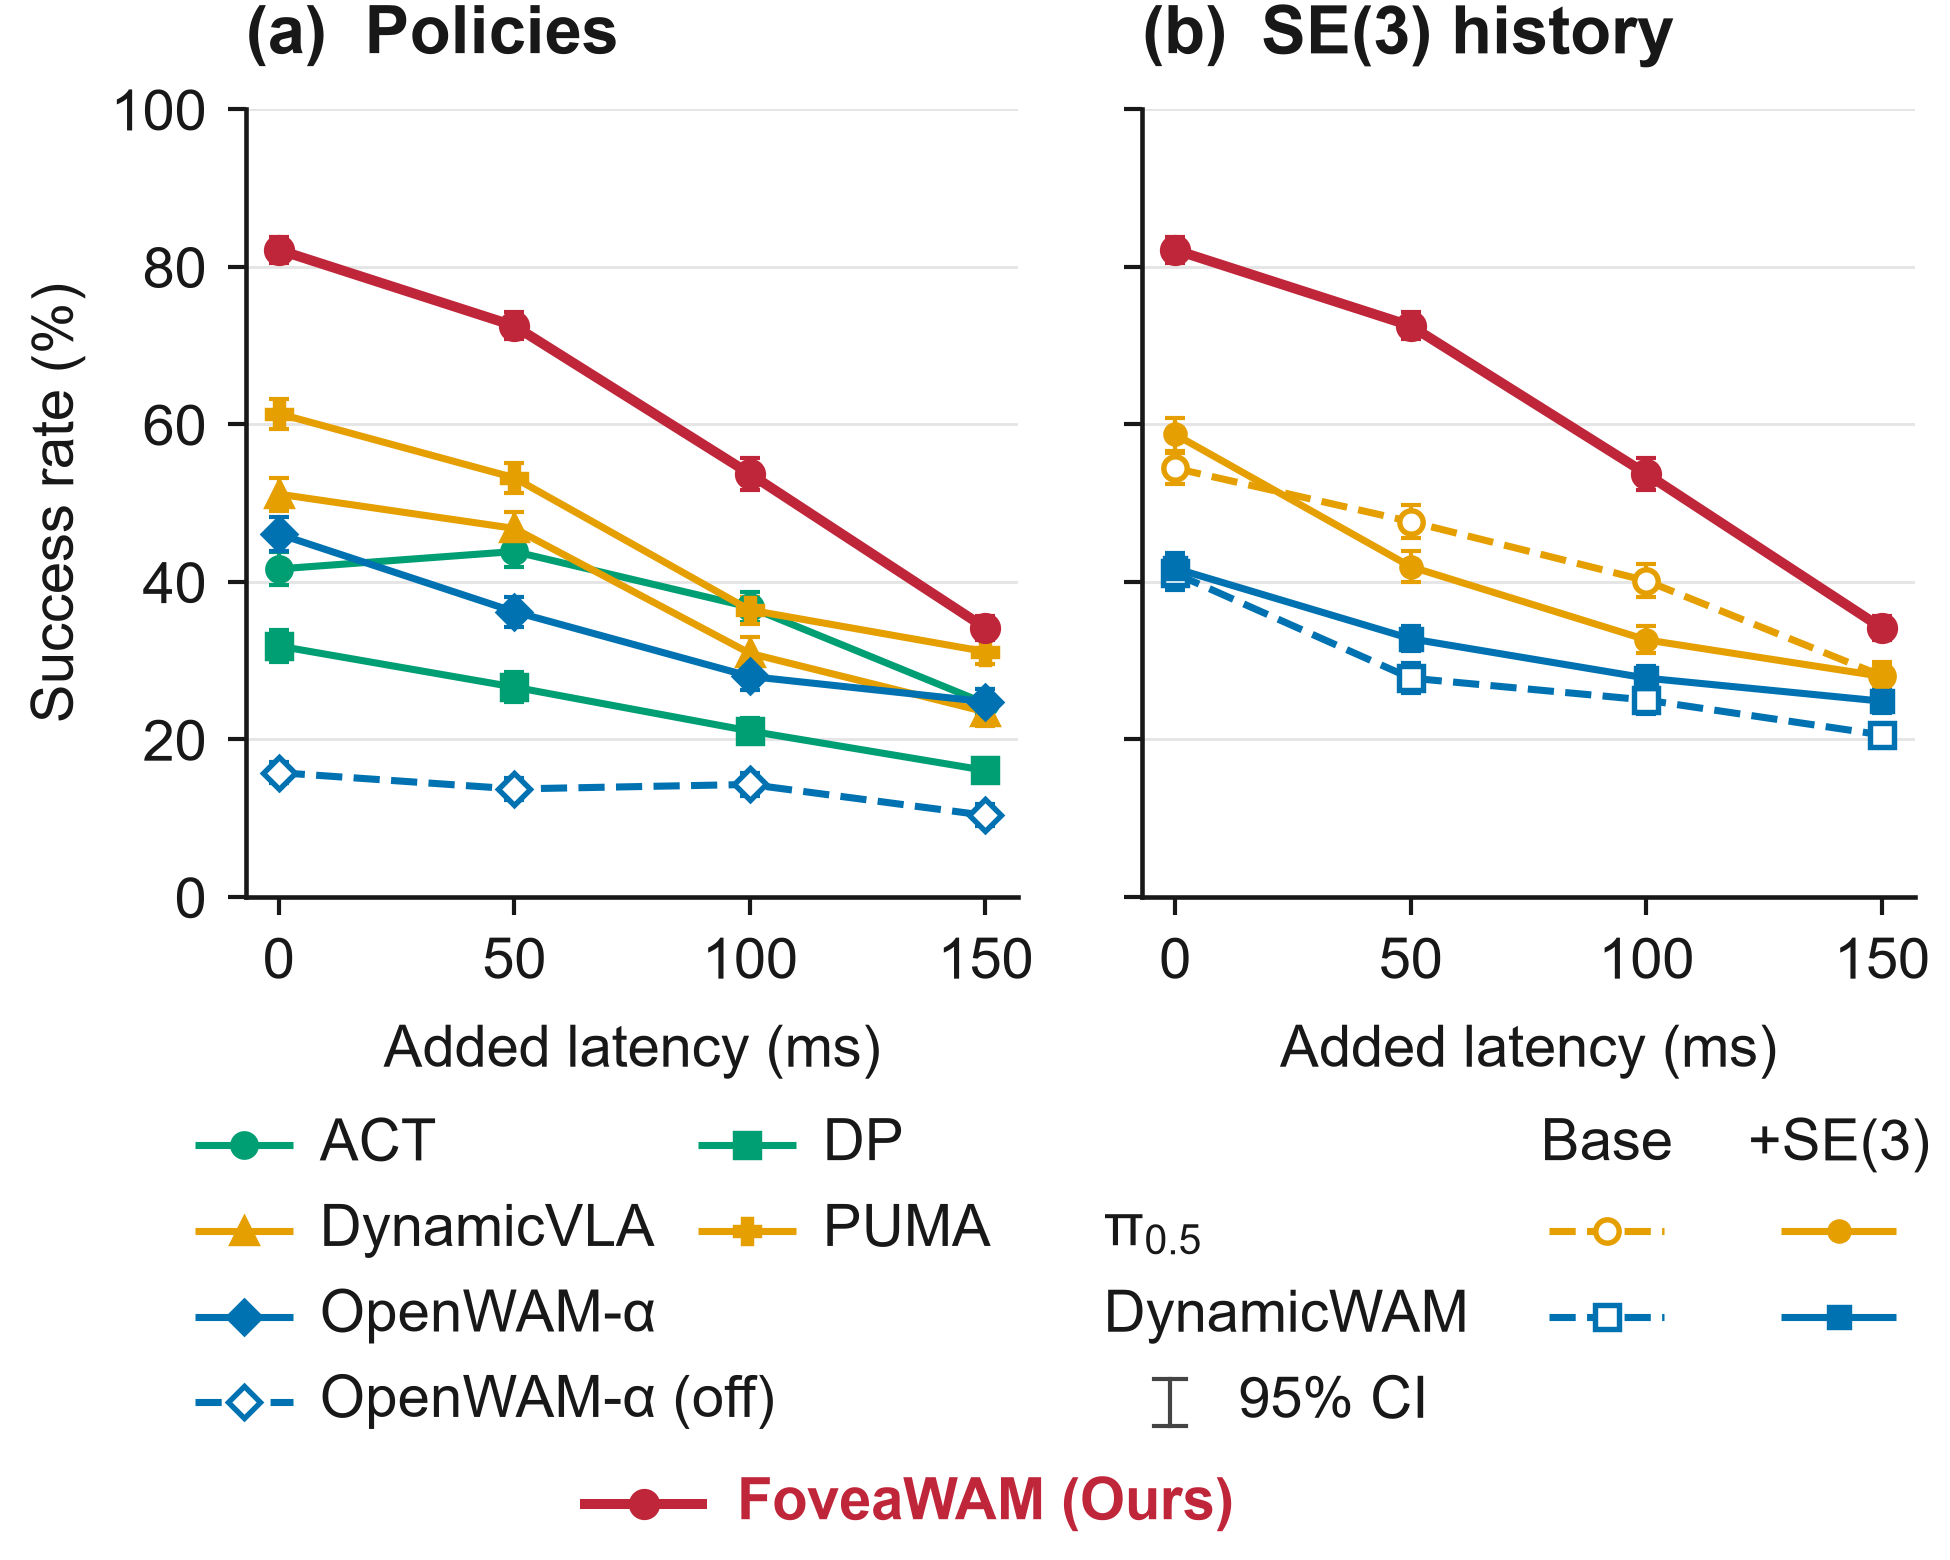 (a) Policies
(b) SE(3) history
Success rate (%)
100
80
60
40
20
0
0 50 100 150
0 50 100 150
Added latency (ms)
Added latency (ms)
ACT
DP
DynamicVLA
PUMA
OpenWAM-α
OpenWAM-α (off)
Base +SE(3)
π0.5
DynamicWAM
95% CI
FoveaWAM (Ours)